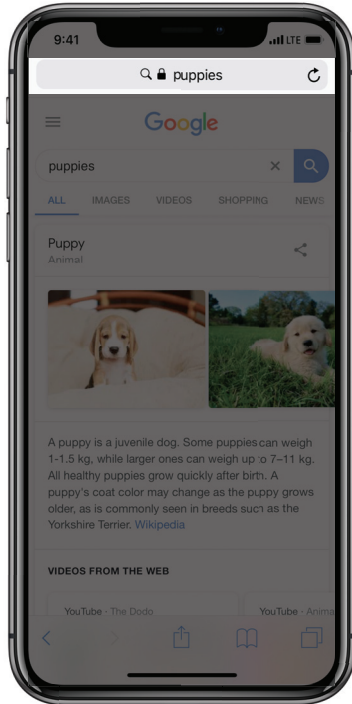 9:41
LTE
puppies
Google
puppies
ALL IMAGES VIDEOS SHOPPING NEWS
Puppy
Animal
A puppy is a juvenile dog. Some puppies can weigh
1-1.5 kg, while larger ones can weigh up to 7–11 kg.
All healthy puppies grow quickly after birth. A
puppy's coat color may change as the puppy grows
older, as is commonly seen in breeds such as the
Yorkshire Terrier. Wikipedia
VIDEOS FROM THE WEB
YouTube · The Dodo
YouTube · Anima